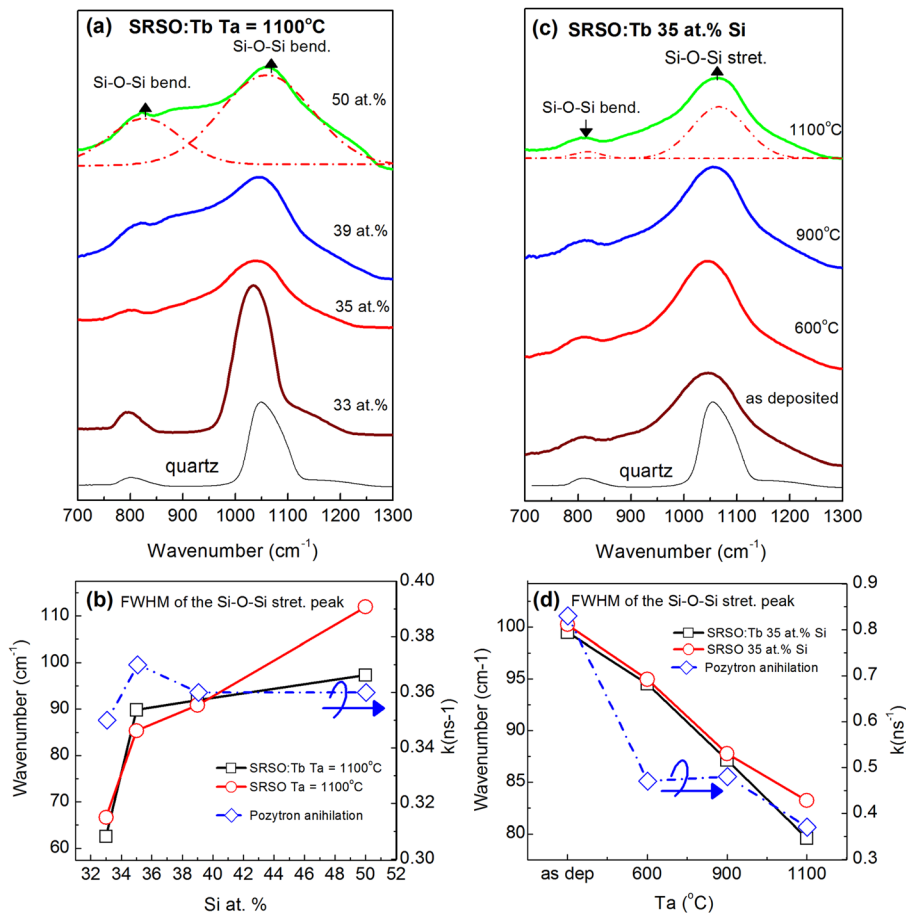 (a) SRSO:Tb Ta = 1100°C
Si-O-Si bend.
Si-O-Si bend.
50 at.%
39 at.%
35 at.%
33 at.%
quartz
700 800 900 1000 1100 1200 1300
Wavenumber (cm⁻¹)
(c) SRSO:Tb 35 at.% Si
Si-O-Si stret.
Si-O-Si bend.
1100°C
900°C
600°C
as deposited
quartz
700 800 900 1000 1100 1200 1300
Wavenumber (cm⁻¹)
(b) FWHM of the Si-O-Si stret. peak
Wavenumber (cm⁻¹)
110
100
90
80
70
60
SRSO:Tb Ta = 1100°C
SRSO Ta = 1100°C
Pozytron anihilation
0.40
0.38
0.36
0.34
0.32
0.30
k(ns-1)
32 34 36 38 40 42 44 46 48 50 52
Si at. %
(d) FWHM of the Si-O-Si stret. peak
Wavenumber (cm-1)
100
95
90
85
80
SRSO:Tb 35 at.% Si
SRSO 35 at.% Si
Pozytron anihilation
0.9
0.8
0.7
0.6
0.5
0.4
0.3
k(ns⁻¹)
as dep 600 900 1100
Ta (°C)